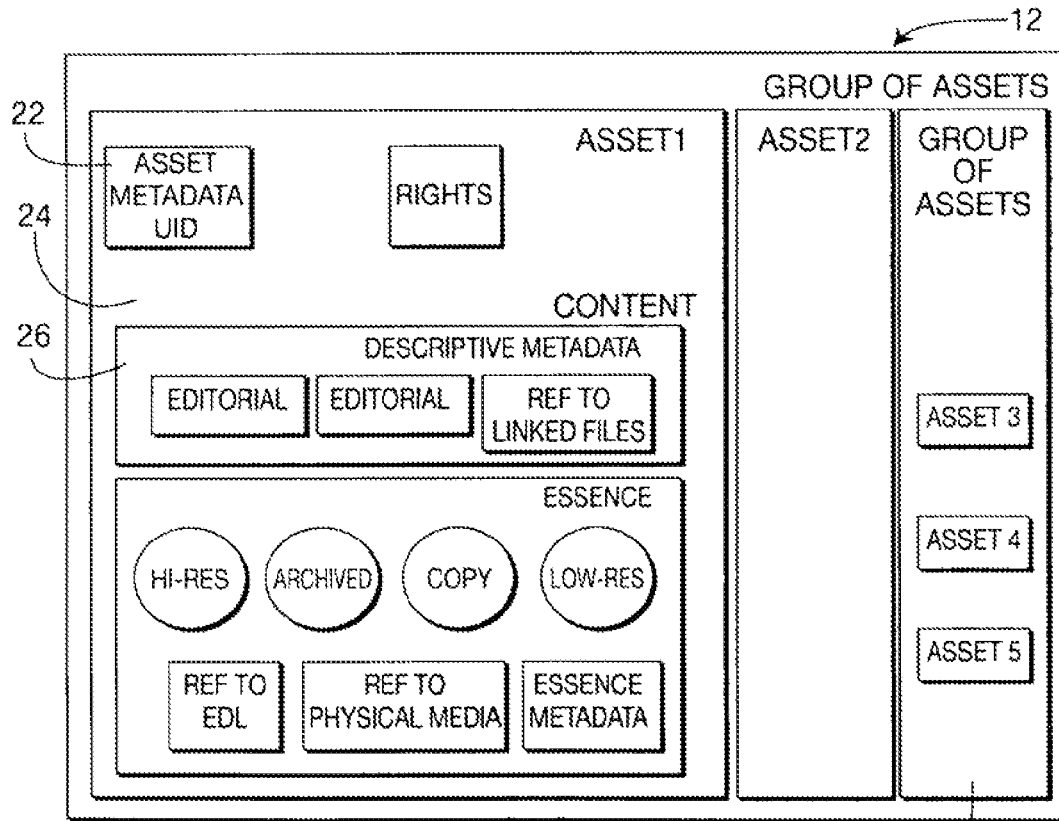 12
GROUP OF ASSETS
22
ASSET
METADATA
UID
RIGHTS
ASSET1
ASSET2
GROUP
OF
ASSETS
24
CONTENT
26
DESCRIPTIVE METADATA
EDITORIAL
EDITORIAL
REF TO
LINKED FILES
ASSET 3
ESSENCE
HI-RES
ARCHIVED
COPY
LOW-RES
ASSET 4
REF TO
EDL
REF TO
PHYSICAL MEDIA
ESSENCE
METADATA
ASSET 5